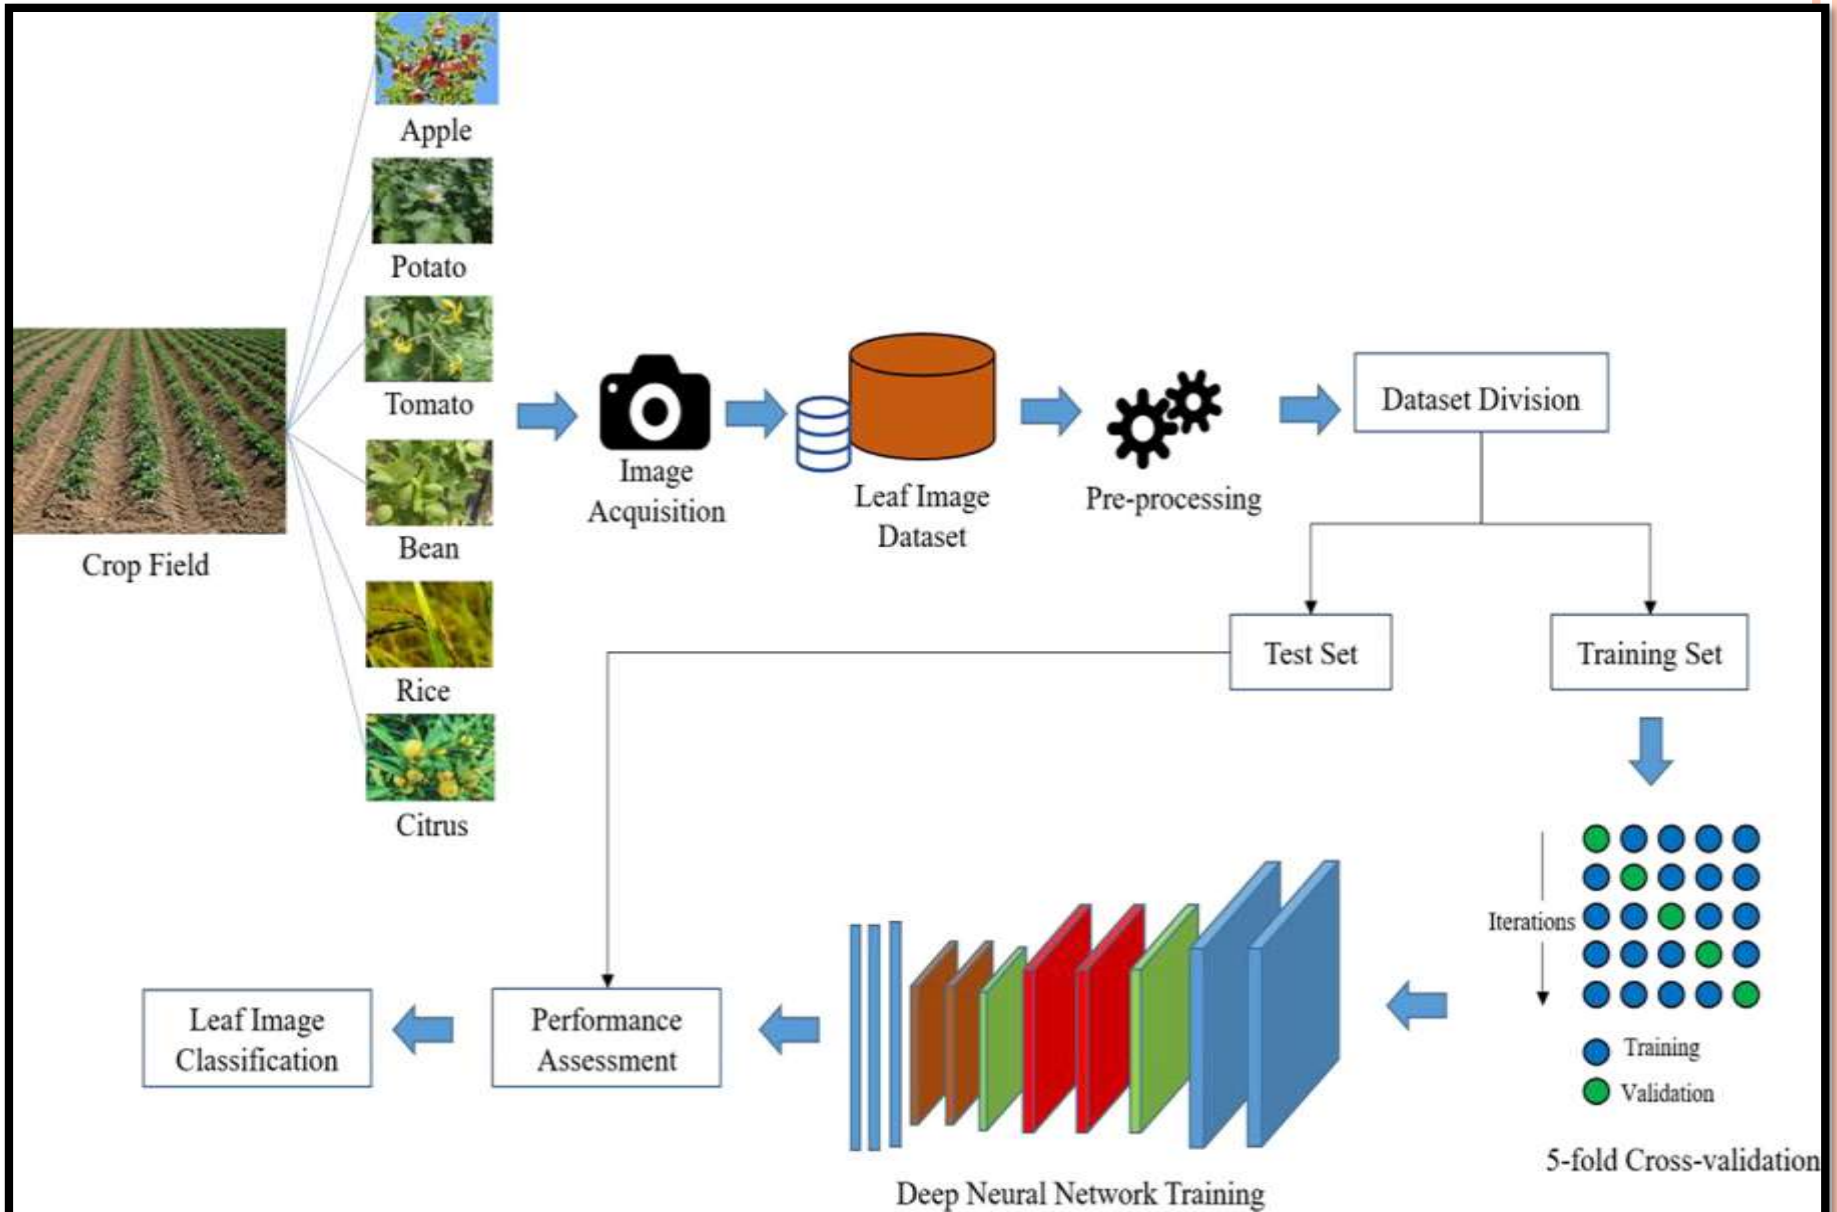 Apple
Potato
Tomato
Bean
Rice
Citrus
Crop Field
Image
Acquisition
Leaf Image
Dataset
Pre-processing
Dataset Division
Test Set
Training Set
Iterations
Training
Validation
5-fold Cross-validation
Deep Neural Network Training
Performance
Assessment
Leaf Image
Classification